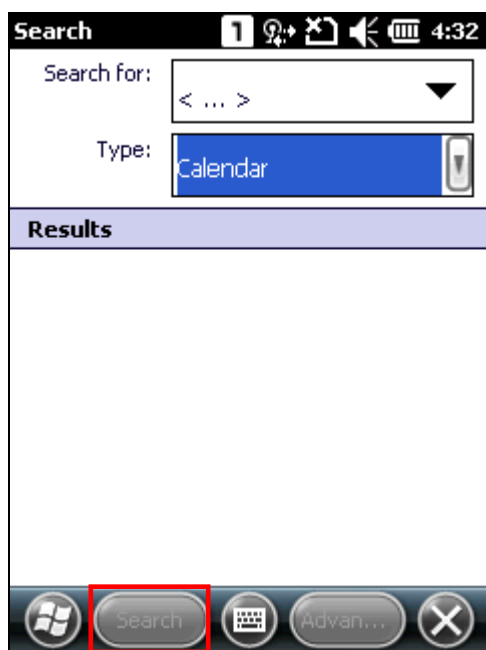 Search 1 4:32
Search for:
< ... >
Type:
Calendar
Results
Search Advan...